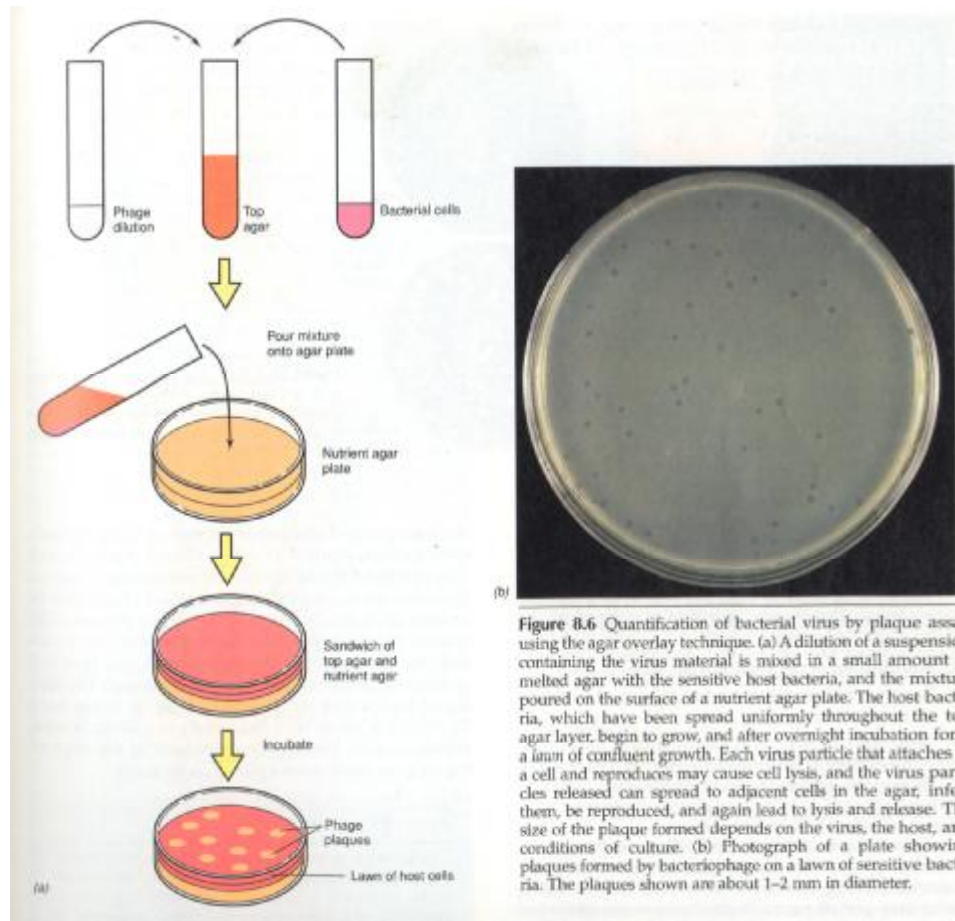 Phage
dilution
Top
agar
Bacterial cells
Pour mixture
onto agar plate
Nutrient agar
plate
Sandwich of
top agar and
nutrient agar
Incubate
Phage
plaques
Lawn of host cells
(a)
(b)
Figure 8.6 Quantification of bacterial virus by plaque assa
using the agar overlay technique. (a) A dilution of a suspensio
containing the virus material is mixed in a small amount
melted agar with the sensitive host bacteria, and the mixtur
poured on the surface of a nutrient agar plate. The host bact
ria, which have been spread uniformly throughout the to
agar layer, begin to grow, and after overnight incubation for
a lawn of confluent growth. Each virus particle that attaches
a cell and reproduces may cause cell lysis, and the virus par
cles released can spread to adjacent cells in the agar, infe
them, be reproduced, and again lead to lysis and release. Th
size of the plaque formed depends on the virus, the host, an
conditions of culture. (b) Photograph of a plate showin
plaques formed by bacteriophage on a lawn of sensitive bact
ria. The plaques shown are about 1–2 mm in diameter.